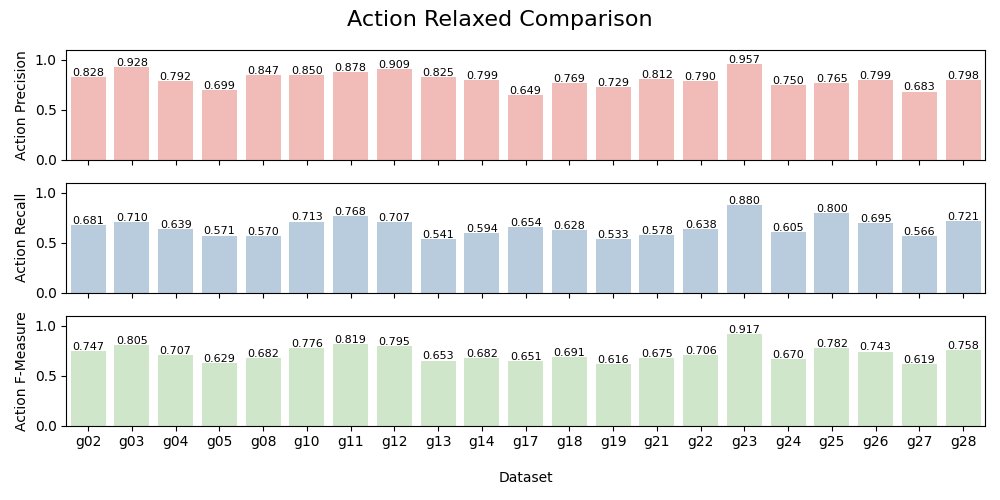 Action Relaxed Comparison
Action Precision
1.0
0.5
0.0
0.828 0.928 0.792 0.699 0.847 0.850 0.878 0.909 0.825 0.799 0.649 0.769 0.729 0.812 0.790 0.957 0.750 0.765 0.799 0.683 0.798
Action Recall
1.0
0.5
0.0
0.681 0.710 0.639 0.571 0.570 0.713 0.768 0.707 0.541 0.594 0.654 0.628 0.533 0.578 0.638 0.880 0.605 0.800 0.695 0.566 0.721
Action F-Measure
1.0
0.5
0.0
0.747 0.805 0.707 0.629 0.682 0.776 0.819 0.795 0.653 0.682 0.651 0.691 0.616 0.675 0.706 0.917 0.670 0.782 0.743 0.619 0.758
g02 g03 g04 g05 g08 g10 g11 g12 g13 g14 g17 g18 g19 g21 g22 g23 g24 g25 g26 g27 g28
Dataset